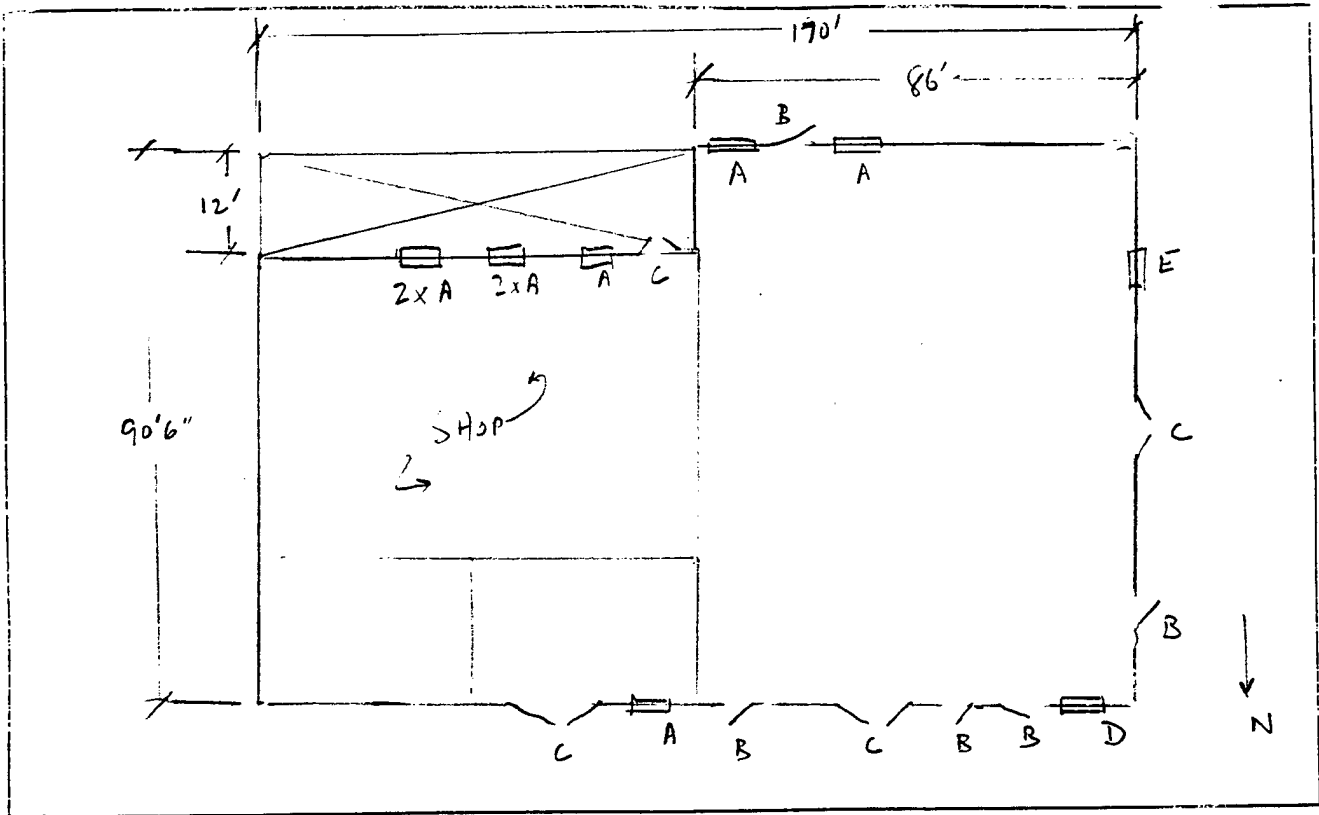 170'
86'
B
A A
12'
E
2xA 2xA A C
90'6"
SHOP
C
B
C A B C B B D
N